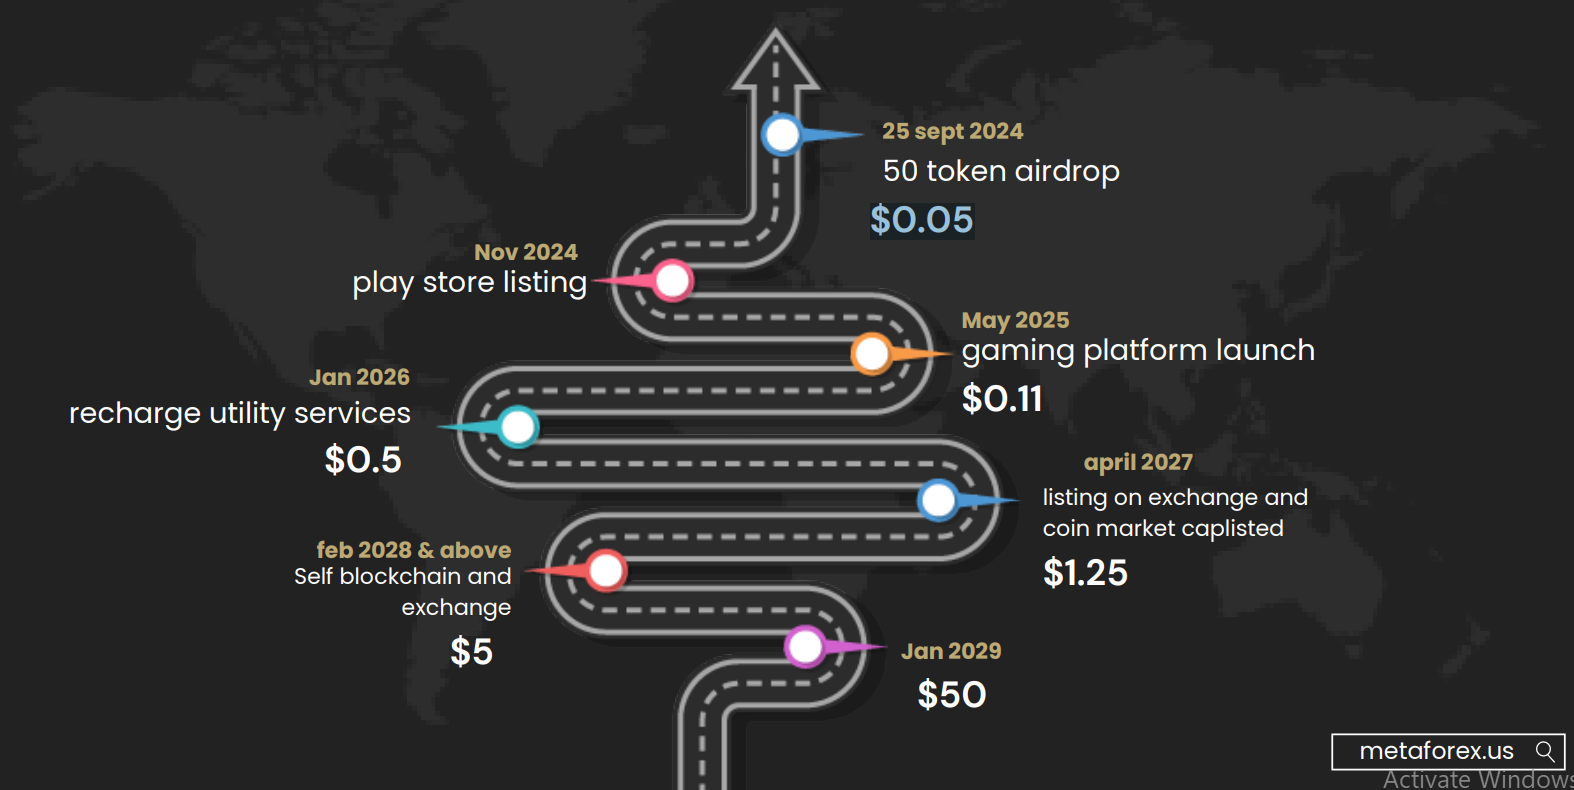 25 sept 2024
50 token airdrop
$0.05
Nov 2024
play store listing
May 2025
gaming platform launch
$0.11
Jan 2026
recharge utility services
$0.5
april 2027
listing on exchange and
coin market caplisted
$1.25
feb 2028 & above
Self blockchain and
exchange
$5
Jan 2029
$50
metaforex.us
Activate Windows